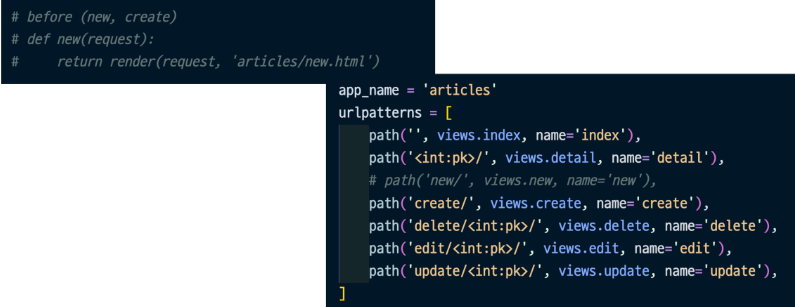 # before (new, create)
# def new(request):
#     return render(request, 'articles/new.html')
app_name = 'articles'
urlpatterns = [
    path('', views.index, name='index'),
    path('<int:pk>/', views.detail, name='detail'),
    # path('new/', views.new, name='new'),
    path('create/', views.create, name='create'),
    path('delete/<int:pk>/', views.delete, name='delete'),
    path('edit/<int:pk>/', views.edit, name='edit'),
    path('update/<int:pk>/', views.update, name='update'),
]